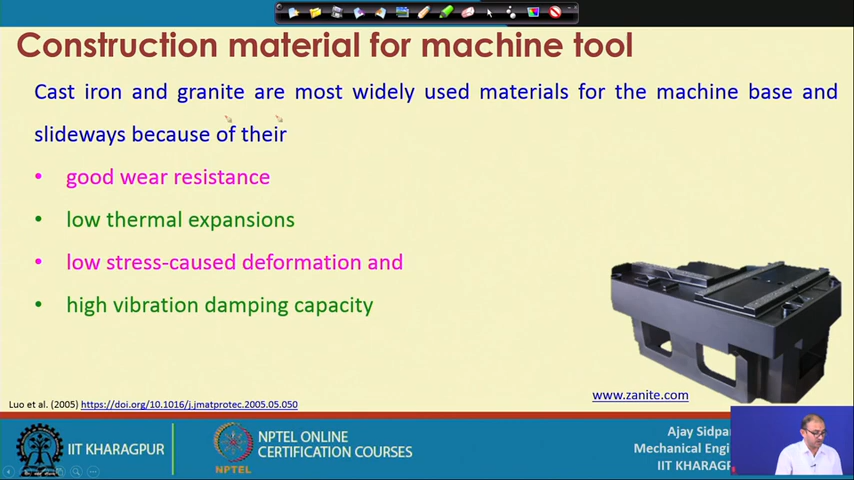 Construction material for machine tool
Cast iron and granite are most widely used materials for the machine base and
slideways because of their
• good wear resistance
• low thermal expansions
• low stress-caused deformation and
• high vibration damping capacity
www.zanite.com
Luo et al. (2005) https://doi.org/10.1016/j.jmatprotec.2005.05.050
IIT KHARAGPUR
NPTEL
NPTEL ONLINE
CERTIFICATION COURSES
Ajay Sidpar
Mechanical Engi
IIT KHARAGP